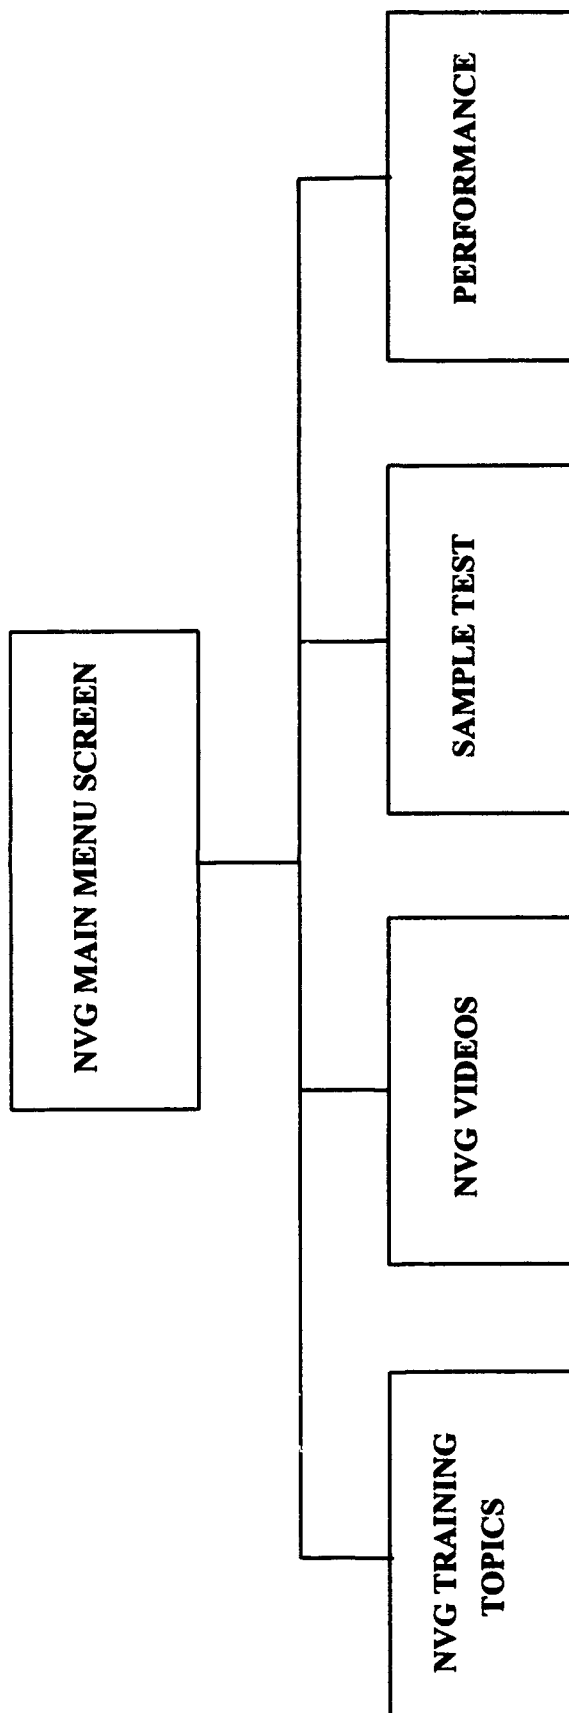 NVG MAIN MENU SCREEN
NVG TRAINING
TOPICS
NVG VIDEOS
SAMPLE TEST
PERFORMANCE